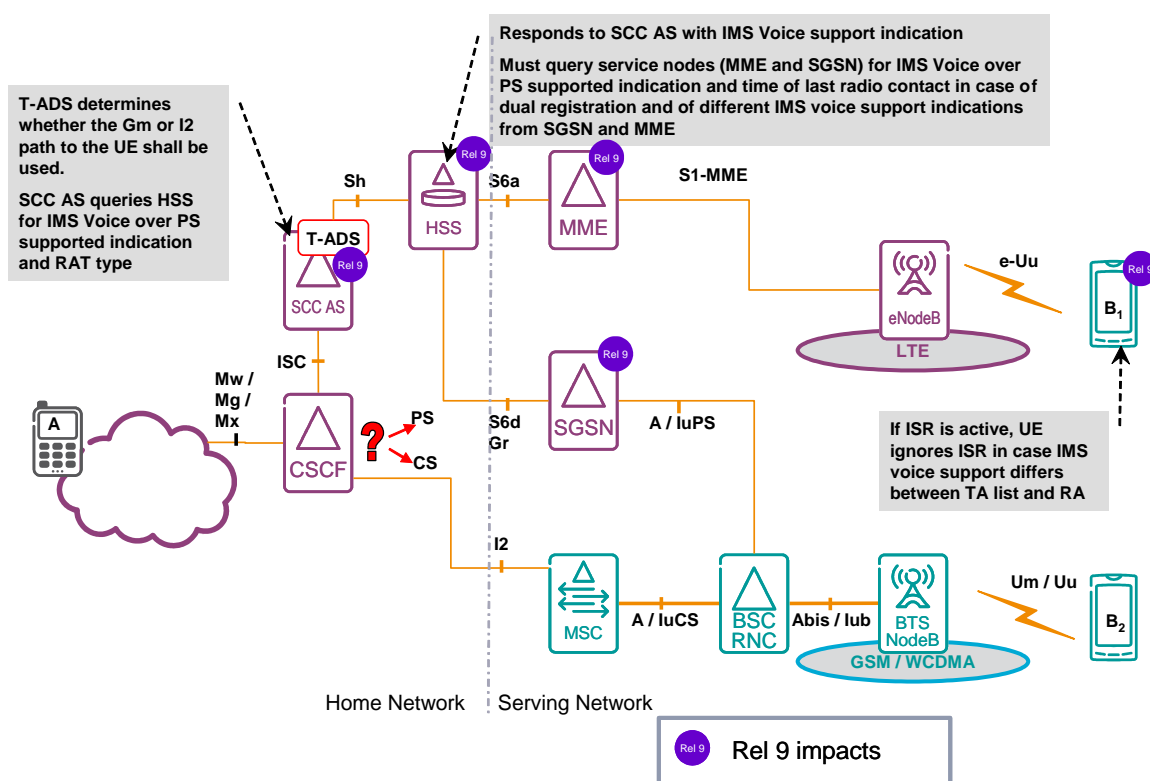 Responds to SCC AS with IMS Voice support indication
Must query service nodes (MME and SGSN) for IMS Voice over
PS supported indication and time of last radio contact in case of
dual registration and of different IMS voice support indications
from SGSN and MME
T-ADS determines
whether the Gm or I2
path to the UE shall be
used.
SCC AS queries HSS
for IMS Voice over PS
supported indication
and RAT type
Rel 9
Rel 9
Sh
S6a
S1-MME
HSS
MME
T-ADS
Rel 9
SCC AS
e-Uu
Rel 9
B1
eNodeB
LTE
ISC
Rel 9
Mw /
Mg /
Mx
A
CSCF
?
PS
CS
S6d
Gr
SGSN
A / IuPS
If ISR is active, UE
ignores ISR in case IMS
voice support differs
between TA list and RA
I2
MSC
A / IuCS
BSC
RNC
Abis / Iub
BTS
NodeB
GSM / WCDMA
Um / Uu
B2
Home Network
Serving Network
Rel 9
Rel 9 impacts